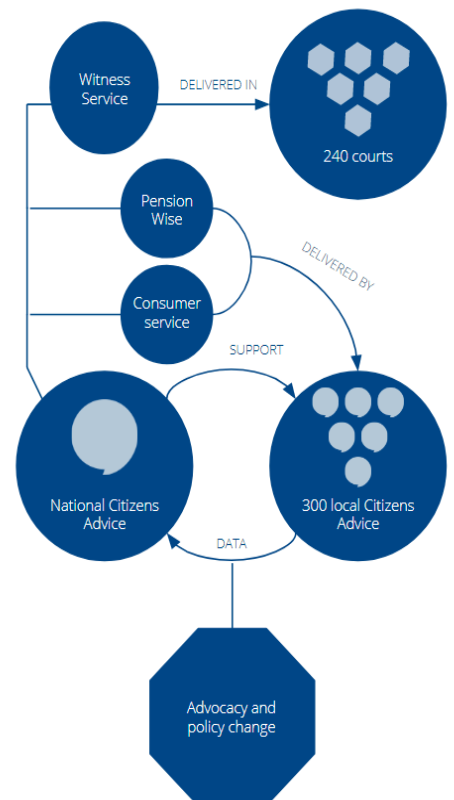 Witness
Service
DELIVERED IN
240 courts
Pension
Wise
DELIVERED BY
Consumer
service
SUPPORT
National Citizens
Advice
300 local Citizens
Advice
DATA
Advocacy and
policy change